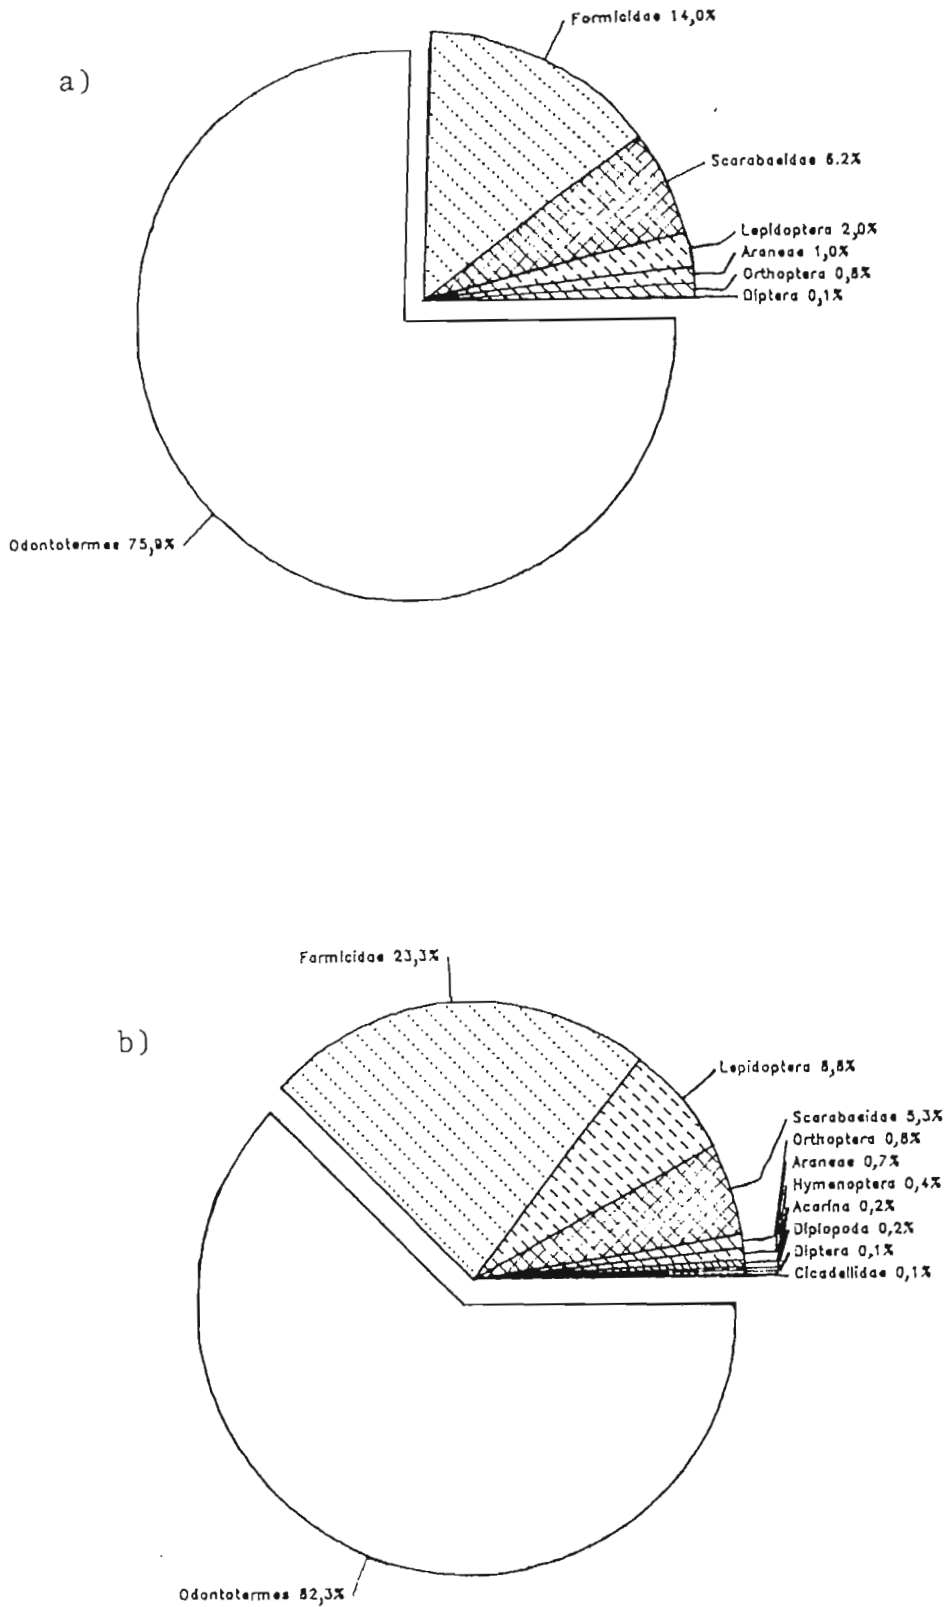 a)
Formicidae 14,0%
Scarabaeidae 6.2%
Lepidoptera 2,0%
Araneae 1,0%
Orthoptera 0,8%
Diptera 0,1%
Odontotermes 75,9%
b)
Formicidae 23,3%
Lepidoptera 6,6%
Scarabaeidae 5,3%
Orthoptera 0,8%
Araneae 0,7%
Hymenoptera 0,4%
Acarina 0,2%
Diplopoda 0,2%
Diptera 0,1%
Cicadellidae 0,1%
Odontotermes 62,3%